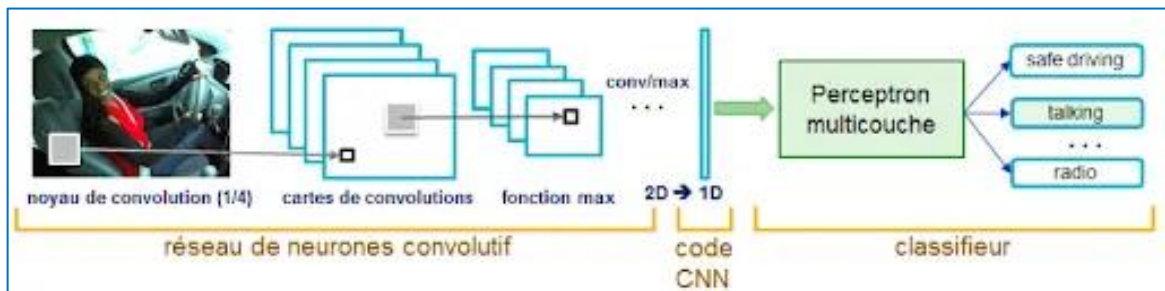 noyau de convolution (1/4)
cartes de convolutions
fonction max
conv/max
. . .
2D ➔ 1D
réseau de neurones convolutif
code
CNN
Perceptron
multicouche
safe driving
talking
. . .
radio
classifieur